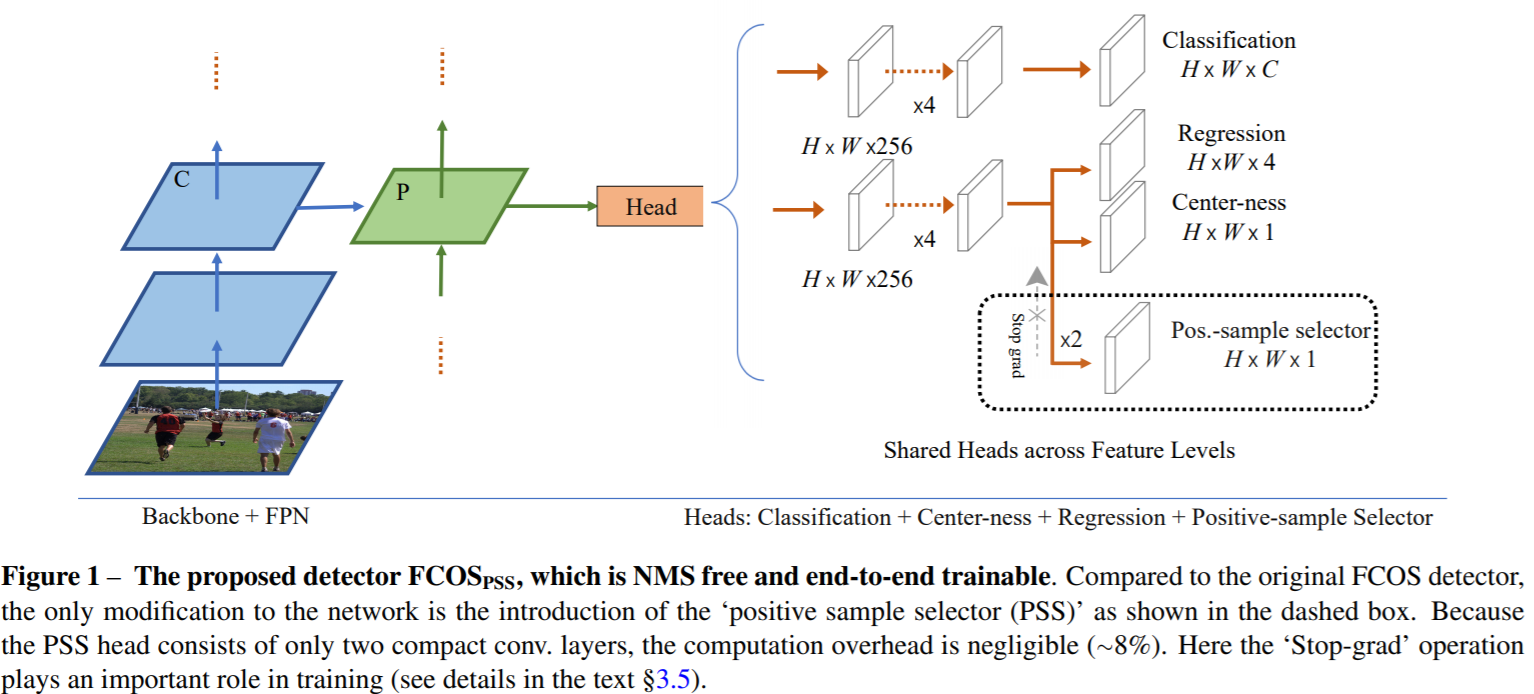 C
P
Head
Classification
H x W x C
x4
H x W x256
Regression
H xW x 4
Center-ness
H x W x 1
x4
H x W x256
Stop grad
x2
Pos.-sample selector
H x W x 1
Shared Heads across Feature Levels
Backbone + FPN
Heads: Classification + Center-ness + Regression + Positive-sample Selector
Figure 1 – The proposed detector FCOSPSS, which is NMS free and end-to-end trainable. Compared to the original FCOS detector,
the only modification to the network is the introduction of the ‘positive sample selector (PSS)’ as shown in the dashed box. Because
the PSS head consists of only two compact conv. layers, the computation overhead is negligible (∼8%). Here the ‘Stop-grad’ operation
plays an important role in training (see details in the text §3.5).